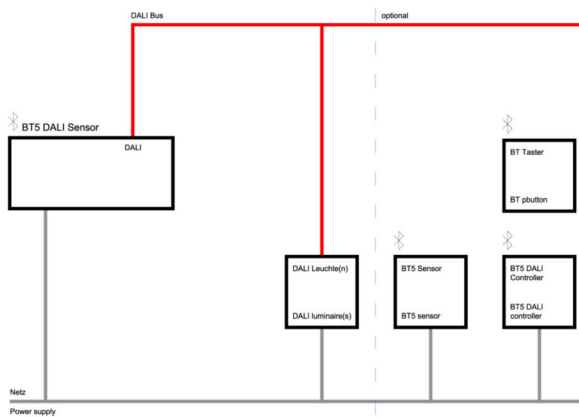 DALI Bus
optional
BT5 DALI Sensor
DALI
BT Taster
BT pbutton
DALI Leuchte(n)
DALI luminaire(s)
BT5 Sensor
BT5 sensor
BT5 DALI
Controller
BT5 DALI
controller
Netz
Power supply